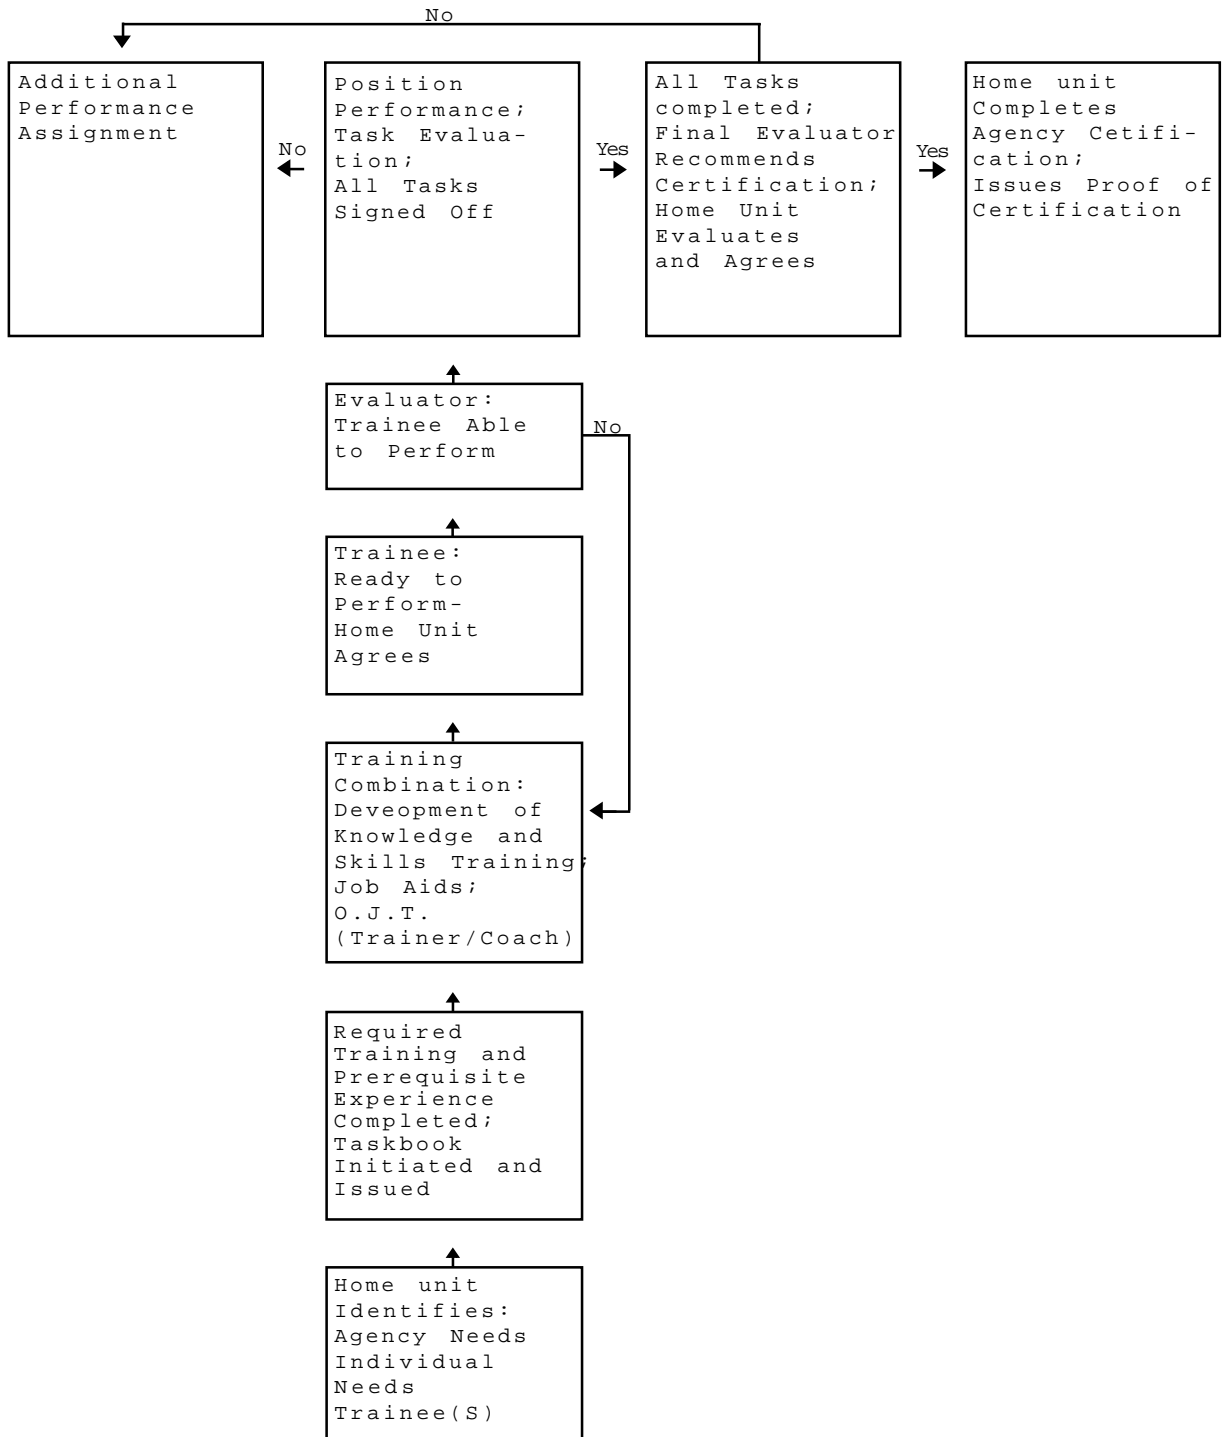 No
Additional
Performance
Assignment
No
Position
Performance;
Task Evalua-
tion;
All Tasks
Signed Off
Yes
All Tasks
completed;
Final Evaluator
Recommends
Certification;
Home Unit
Evaluates
and Agrees
Yes
Home unit
Completes
Agency Cetifi-
cation;
Issues Proof of
Certification
Evaluator:
Trainee Able
to Perform
No
Trainee:
Ready to
Perform-
Home Unit
Agrees
Training
Combination:
Deveopment of
Knowledge and
Skills Training;
Job Aids;
O.J.T.
(Trainer/Coach)
Required
Training and
Prerequisite
Experience
Completed;
Taskbook
Initiated and
Issued
Home unit
Identifies:
Agency Needs
Individual
Needs
Trainee(S)